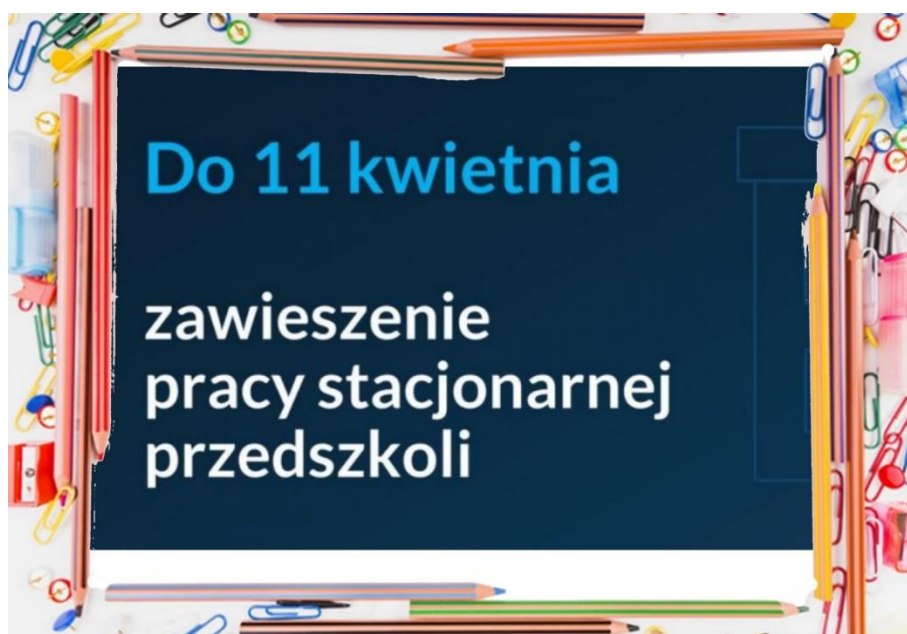 Do 11 kwietnia
zawieszenie
pracy stacjonarnej
przedszkoli